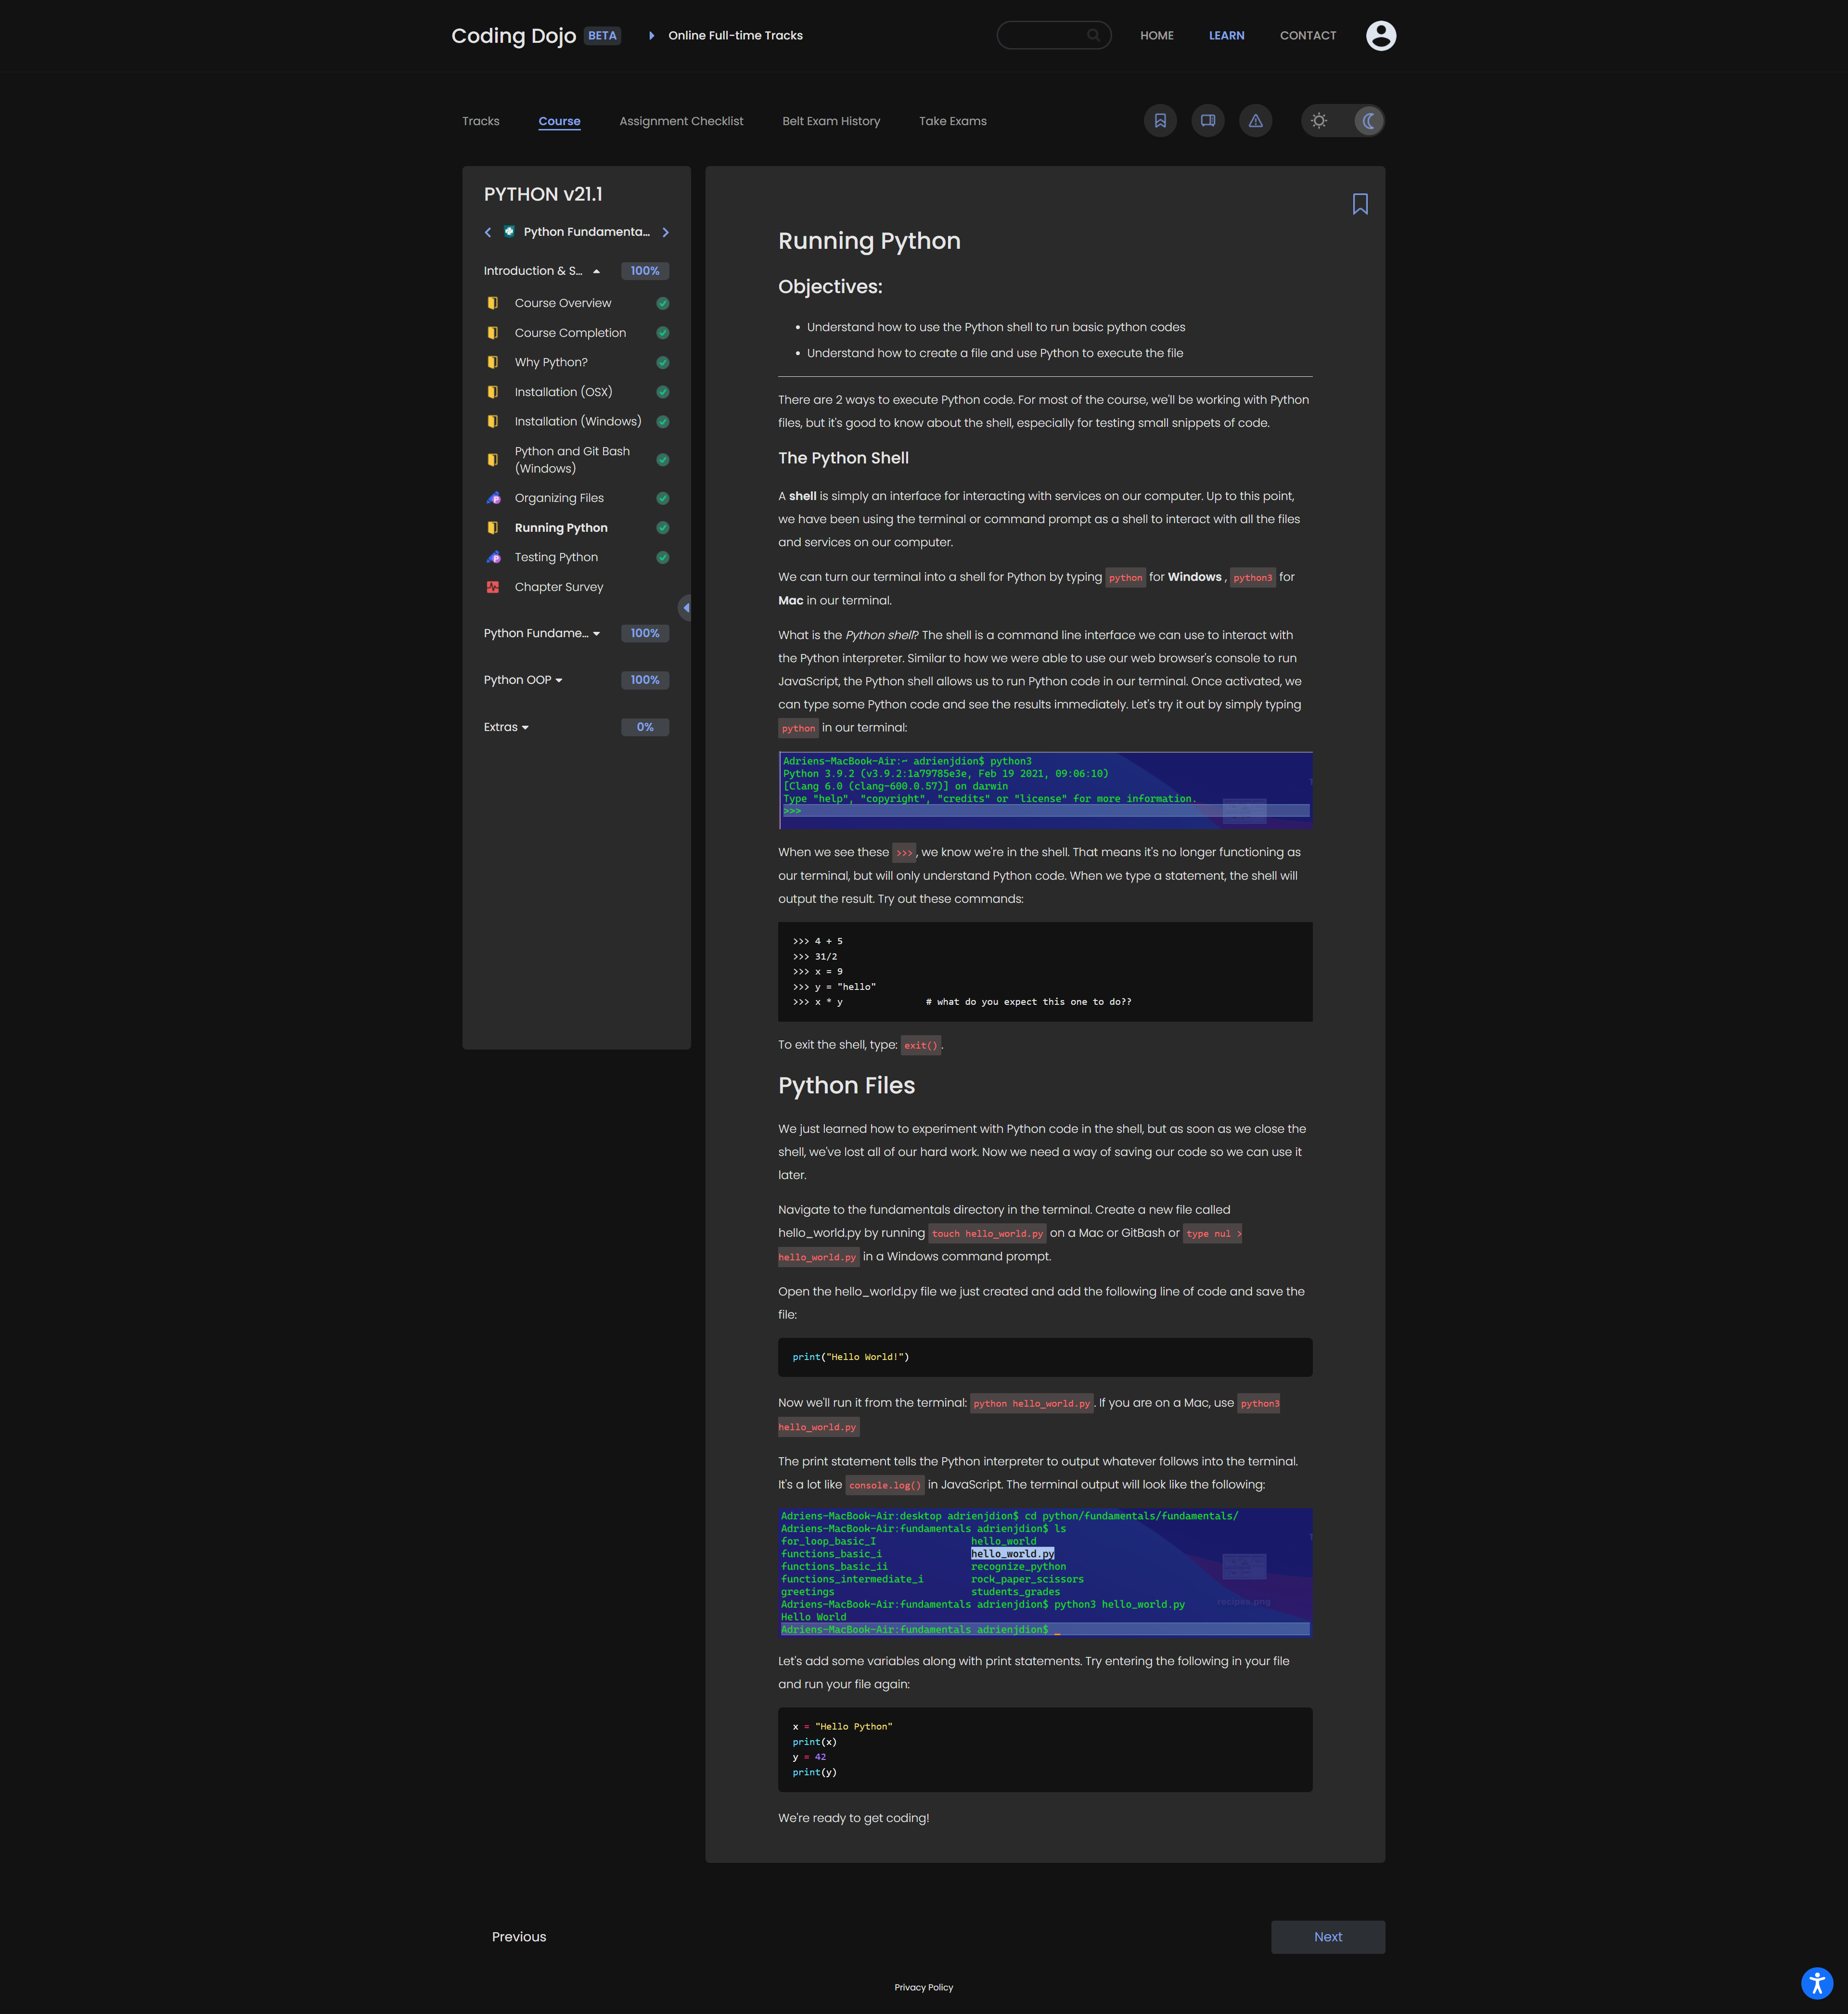 Coding Dojo BETA
Online Full-time Tracks
HOME
LEARN
CONTACT
Tracks
Course
Assignment Checklist
Belt Exam History
Take Exams
PYTHON v21.1
Python Fundamenta...
Introduction & S... 100%
Course Overview
Course Completion
Why Python?
Installation (OSX)
Installation (Windows)
Python and Git Bash
(Windows)
Organizing Files
Running Python
Testing Python
Chapter Survey
Python Fundame... 100%
Python OOP 100%
Extras 0%
Running Python
Objectives:
• Understand how to use the Python shell to run basic python codes
• Understand how to create a file and use Python to execute the file
There are 2 ways to execute Python code. For most of the course, we'll be working with Python
files, but it's good to know about the shell, especially for testing small snippets of code.
The Python Shell
A shell is simply an interface for interacting with services on our computer. Up to this point,
we have been using the terminal or command prompt as a shell to interact with all the files
and services on our computer.
We can turn our terminal into a shell for Python by typing python for Windows , python3 for
Mac in our terminal.
What is the Python shell? The shell is a command line interface we can use to interact with
the Python interpreter. Similar to how we were able to use our web browser's console to run
JavaScript, the Python shell allows us to run Python code in our terminal. Once activated, we
can type some Python code and see the results immediately. Let's try it out by simply typing
python in our terminal:
Adriens-MacBook-Air:~ adrienjdion$ python3
Python 3.9.2 (v3.9.2:1a79785e3e, Feb 19 2021, 09:06:10)
[Clang 6.0 (clang-600.0.57)] on darwin
Type "help", "copyright", "credits" or "license" for more information.
>>>
When we see these >>>, we know we're in the shell. That means it's no longer functioning as
our terminal, but will only understand Python code. When we type a statement, the shell will
output the result. Try out these commands:
>>> 4 + 5
>>> 31/2
>>> x = 9
>>> y = "hello"
>>> x * y # what do you expect this one to do??
To exit the shell, type: exit().
Python Files
We just learned how to experiment with Python code in the shell, but as soon as we close the
shell, we've lost all of our hard work. Now we need a way of saving our code so we can use it
later.
Navigate to the fundamentals directory in the terminal. Create a new file called
hello_world.py by running touch hello_world.py on a Mac or GitBash or type nul >
hello_world.py in a Windows command prompt.
Open the hello_world.py file we just created and add the following line of code and save the
file:
print("Hello World!")
Now we'll run it from the terminal: python hello_world.py. If you are on a Mac, use python3
hello_world.py
The print statement tells the Python interpreter to output whatever follows into the terminal.
It's a lot like console.log() in JavaScript. The terminal output will look like the following:
Adriens-MacBook-Air:desktop adrienjdion$ cd python/fundamentals/fundamentals/
Adriens-MacBook-Air:fundamentals adrienjdion$ ls
for_loop_basic_I hello_world
functions_basic_i hello_world.py
functions_basic_ii recognize_python
functions_intermediate_i rock_paper_scissors
greetings students_grades
Adriens-MacBook-Air:fundamentals adrienjdion$ python3 hello_world.py
recipes.png
Hello World
Adriens-MacBook-Air:fundamentals adrienjdion$ _
Let's add some variables along with print statements. Try entering the following in your file
and run your file again:
x = "Hello Python"
print(x)
y = 42
print(y)
We're ready to get coding!
Previous
Next
Privacy Policy